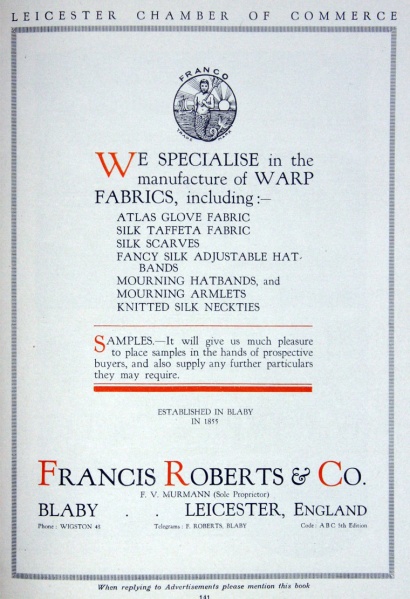 LEICESTER CHAMBER OF COMMERCE
FRANCO
TRADE MARK
WE SPECIALISE in the
manufacture of WARP
FABRICS, including:—
ATLAS GLOVE FABRIC
SILK TAFFETA FABRIC
SILK SCARVES
FANCY SILK ADJUSTABLE HAT-
BANDS
MOURNING HATBANDS, and
MOURNING ARMLETS
KNITTED SILK NECKTIES
SAMPLES.—It will give us much pleasure
to place samples in the hands of prospective
buyers, and also supply any further particulars
they may require.
ESTABLISHED IN BLABY
IN 1855
FRANCIS ROBERTS & CO.
F. V. MURMANN (Sole Proprietor)
BLABY . . LEICESTER, ENGLAND
Phone: WIGSTON 41 Telegrams: E. ROBERTS, BLABY Code: ABC 5th Edition
When replying to Advertisements please mention this book
141